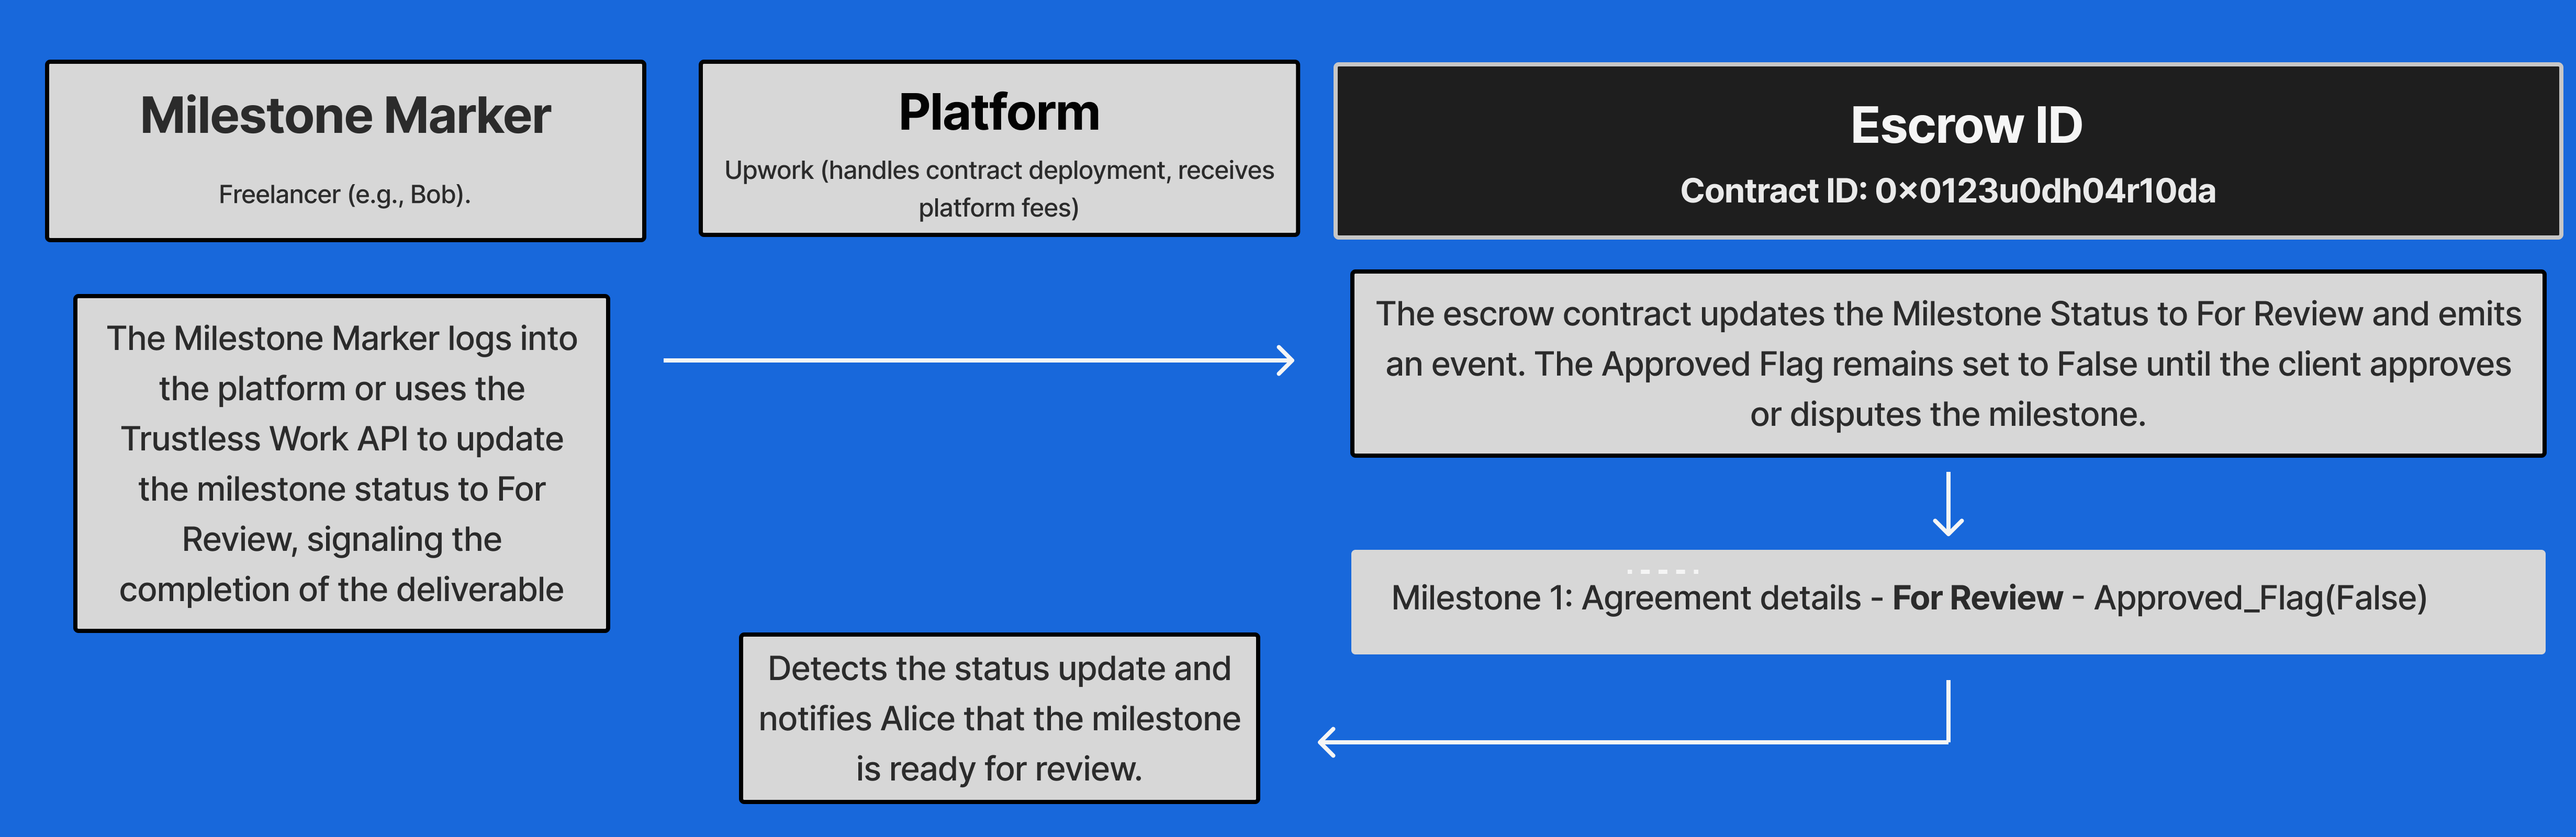 Milestone Marker
Freelancer (e.g., Bob).
Platform
Upwork (handles contract deployment, receives
platform fees)
Escrow ID
Contract ID: 0x0123u0dh04r10da
The Milestone Marker logs into
the platform or uses the
Trustless Work API to update
the milestone status to For
Review, signaling the
completion of the deliverable
The escrow contract updates the Milestone Status to For Review and emits
an event. The Approved Flag remains set to False until the client approves
or disputes the milestone.
Milestone 1: Agreement details - For Review - Approved_Flag(False)
Detects the status update and
notifies Alice that the milestone
is ready for review.